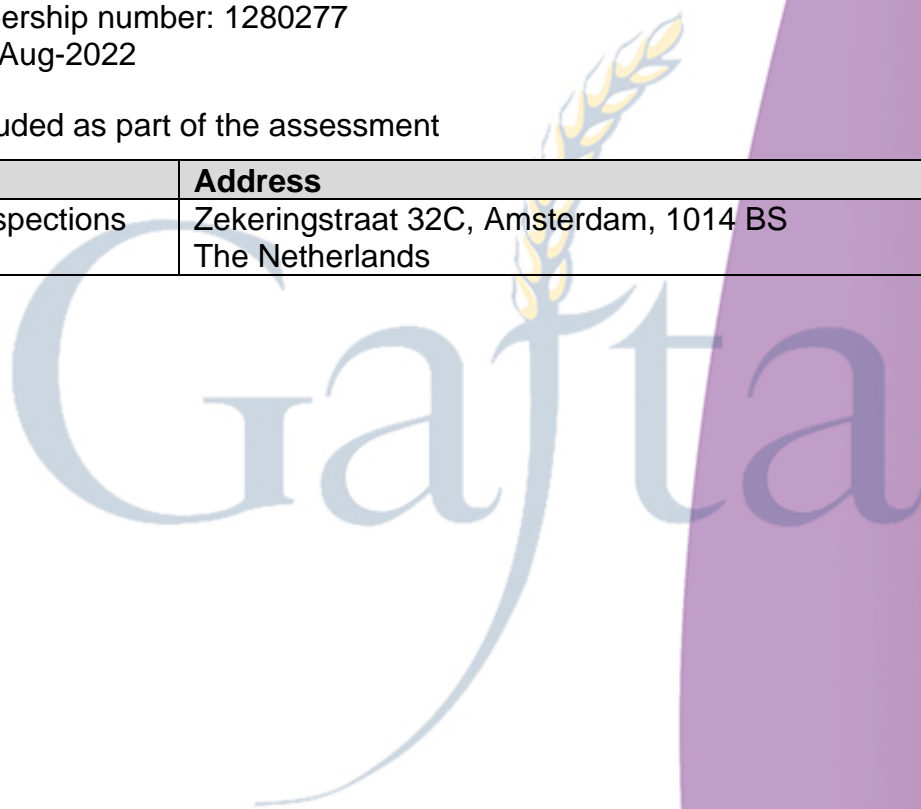 ership number: 1280277
Aug-2022
uded as part of the assessment
Address
spections Zekeringstraat 32C, Amsterdam, 1014 BS
The Netherlands
Gafta